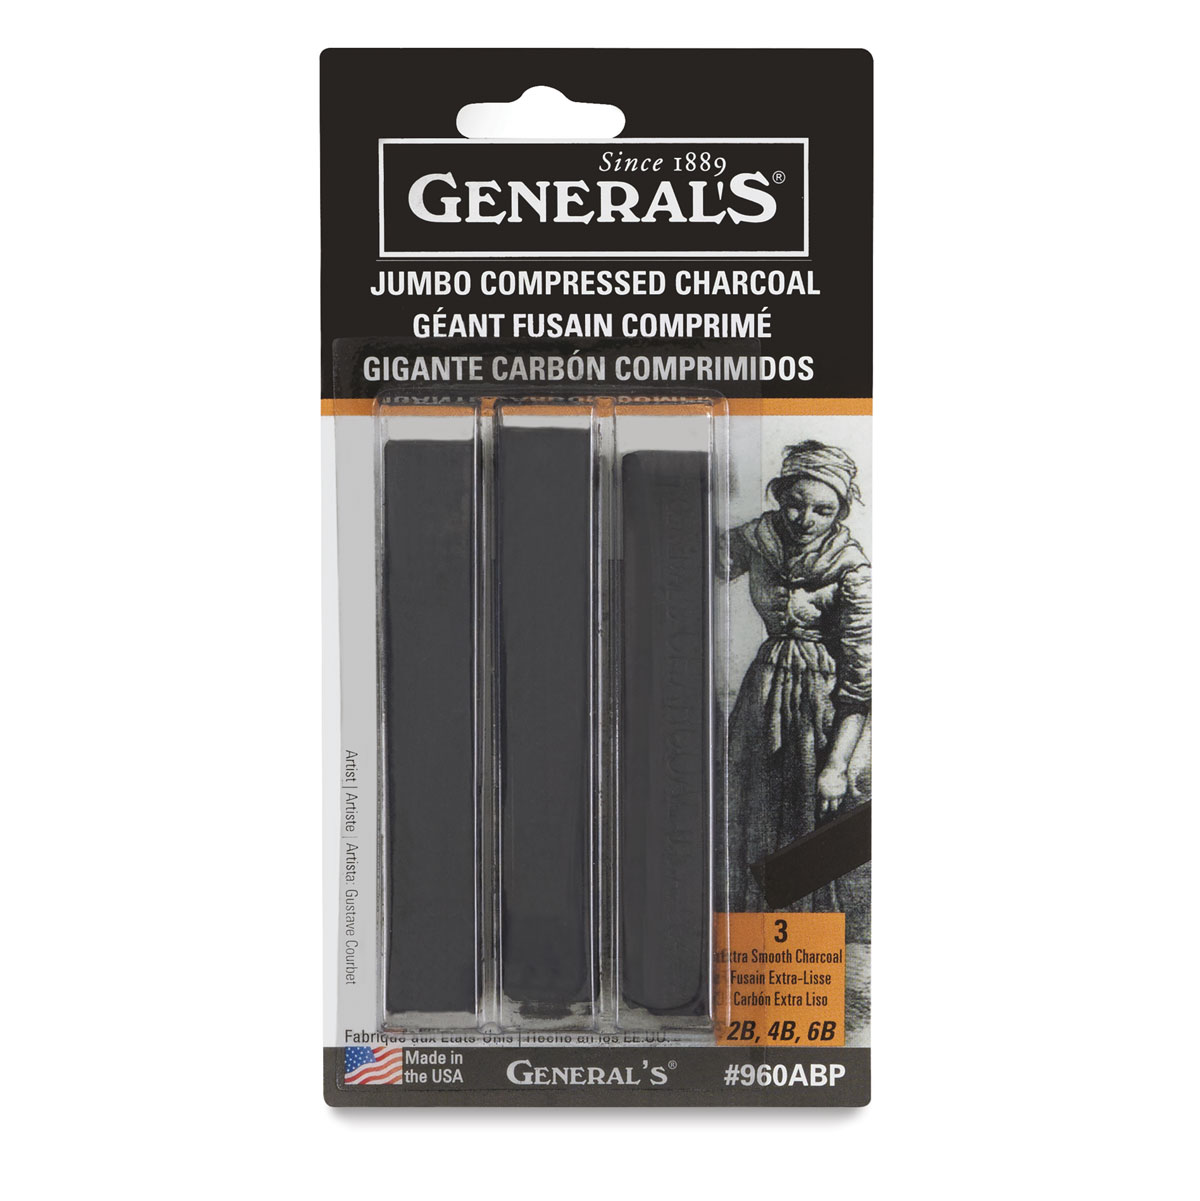 Since 1889
GENERAL'S®
JUMBO COMPRESSED CHARCOAL
GÉANT FUSAIN COMPRIMÉ
GIGANTE CARBÓN COMPRIMIDOS
Artist | Artiste | Artista: Gustave Courbet
3
Extra Smooth Charcoal
Fusain Extra-Lisse
Carbón Extra Liso
2B, 4B, 6B
Fabriqué aux États-Unis | Hecho en los EE.UU.
Made in
the USA
GENERAL'S®
#960ABP